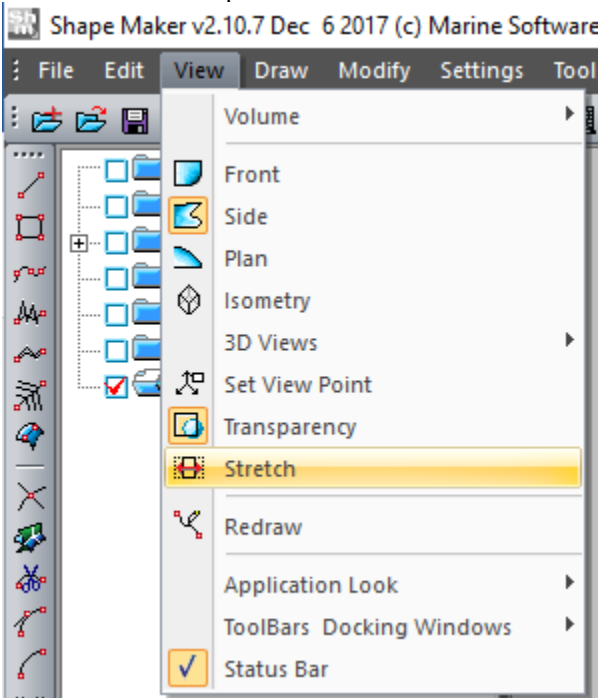 Shape Maker v2.10.7 Dec 6 2017 (c) Marine Software
File Edit View Draw Modify Settings Tool
Volume
Front
Side
Plan
Isometry
3D Views
Set View Point
Transparency
Stretch
Redraw
Application Look
ToolBars Docking Windows
Status Bar